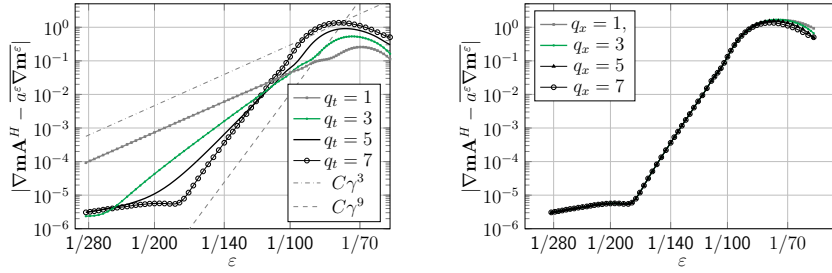 |∇mA^H − \overline{a^ε∇m^ε}|
10^0
10^−1
10^−2
10^−3
10^−4
10^−5
10^−6
1/280 1/200 1/140 1/100 1/70
ε
q_t = 1
q_t = 3
q_t = 5
q_t = 7
Cγ^3
Cγ^9
|∇mA^H − \overline{a^ε∇m^ε}|
10^0
10^−1
10^−2
10^−3
10^−4
10^−5
10^−6
1/280 1/200 1/140 1/100 1/70
ε
q_x = 1,
q_x = 3
q_x = 5
q_x = 7